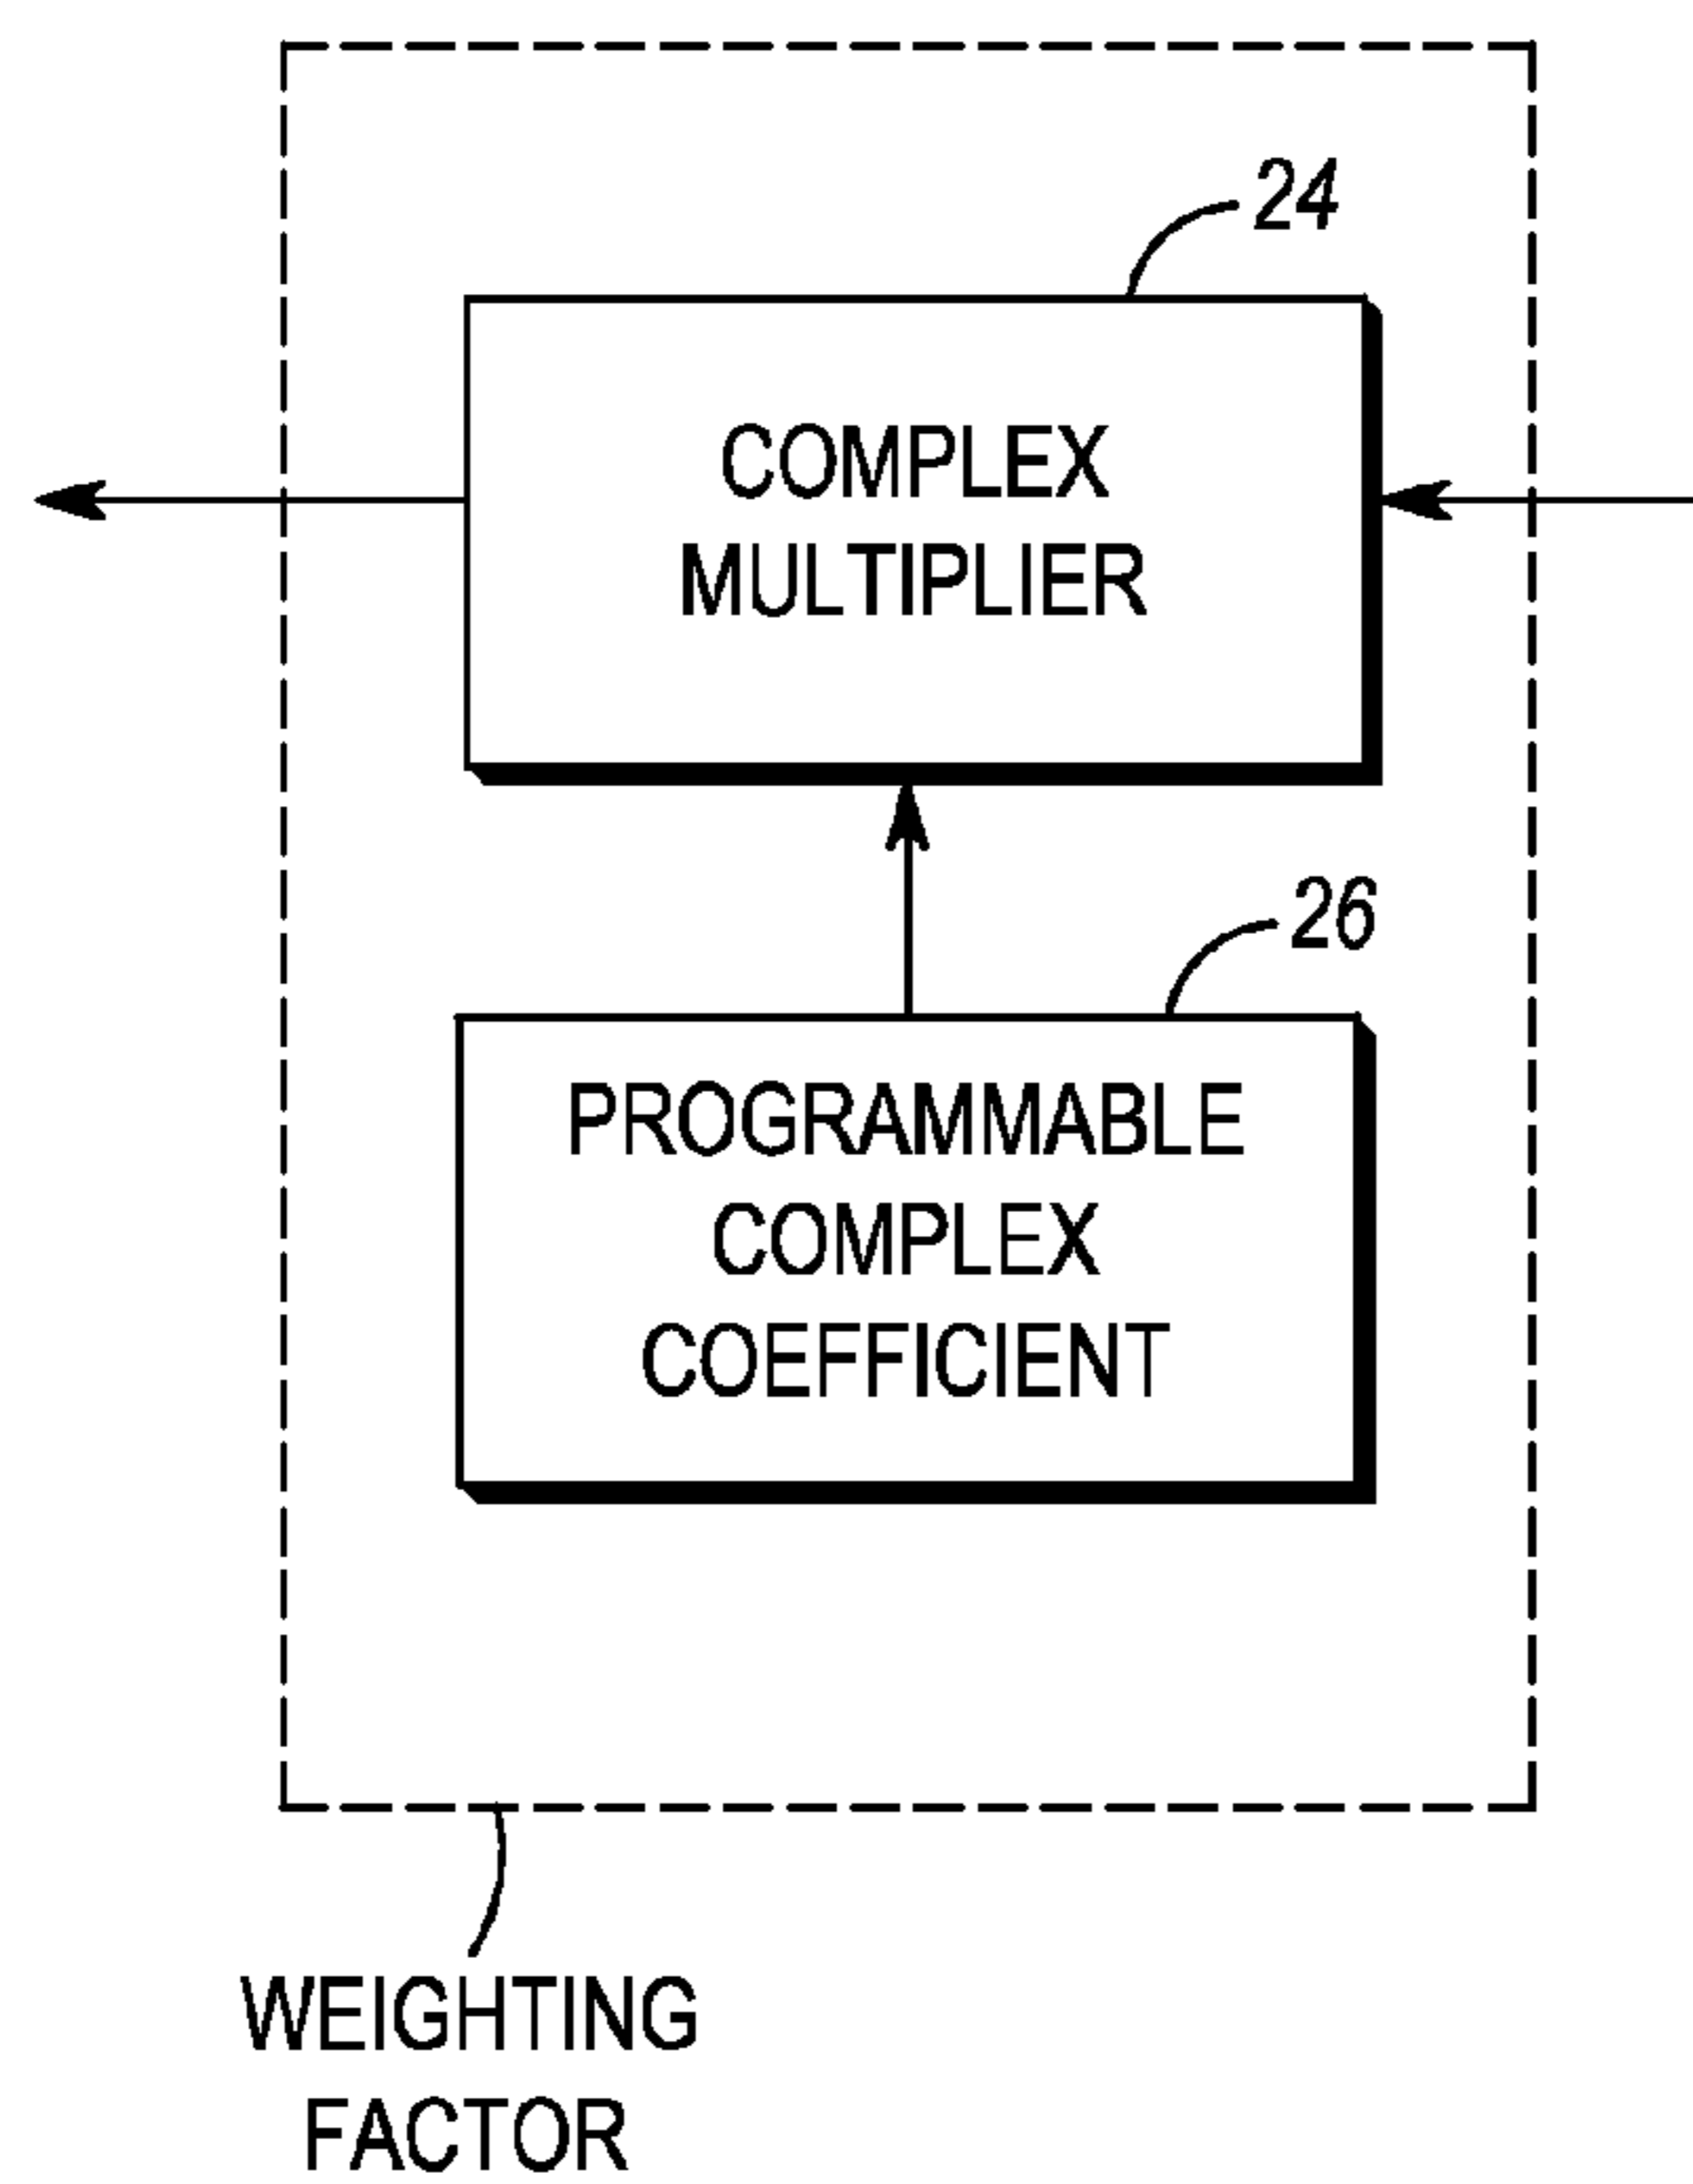 24
COMPLEX
MULTIPLIER
26
PROGRAMMABLE
COMPLEX
COEFFICIENT
WEIGHTING
FACTOR